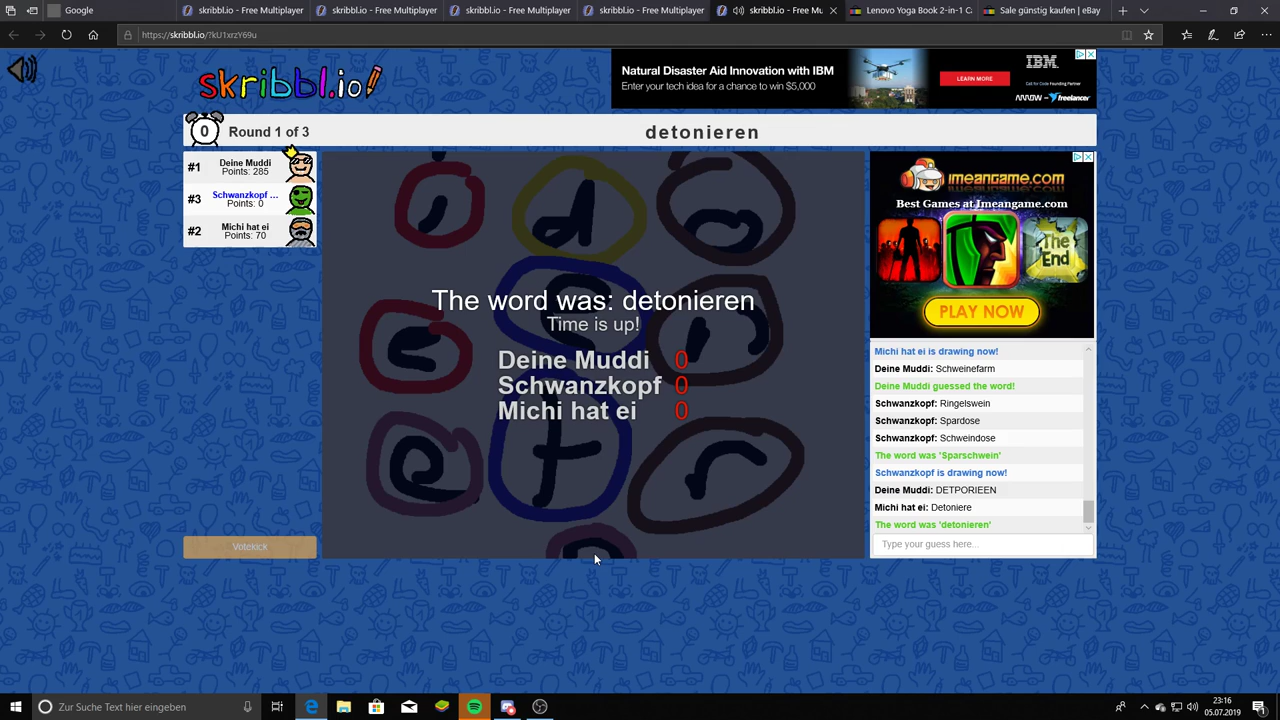 Google
skribbl.io - Free Multiplayer
skribbl.io - Free Multiplayer
skribbl.io - Free Multiplayer
skribbl.io - Free Mu
Lenovo Yoga Book 2-in-1 C
Sale günstig kaufen | eBay
https://skribbl.io/?kU1xrzY69u
skribbl.io
Natural Disaster Aid Innovation with IBM
Enter your tech idea for a chance to win $5,000
LEARN MORE
IBM
Call for Code Founding Partner
ARROW
freelancer
0
Round 1 of 3
detonieren
#1
Deine Muddi
Points: 285
#3
Schwanzkopf ...
Points: 0
#2
Michi hat ei
Points: 70
Votekick
The word was: detonieren
Time is up!
Deine Muddi 0
Schwanzkopf 0
Michi hat ei 0
imeangame.com
Best Games at Imeangame.com
The End
PLAY NOW
Michi hat ei is drawing now!
Deine Muddi: Schweinefarm
Deine Muddi guessed the word!
Schwanzkopf: Ringelswein
Schwanzkopf: Spardose
Schwanzkopf: Schweindose
The word was 'Sparschwein'
Schwanzkopf is drawing now!
Deine Muddi: DETPORIEEN
Michi hat ei: Detoniere
The word was 'detonieren'
Type your guess here...
Zur Suche Text hier eingeben
23:16
05.07.2019